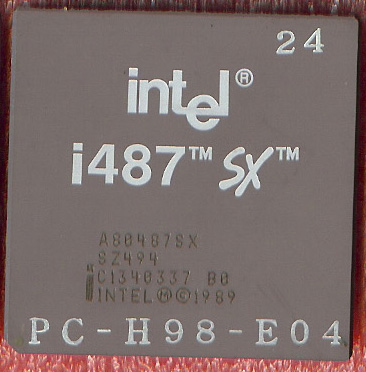 24
intel®
i487™ SX™
A80487SX
SZ494
C1340337 B0
INTEL Ⓜ©1989
PC-H98-E04